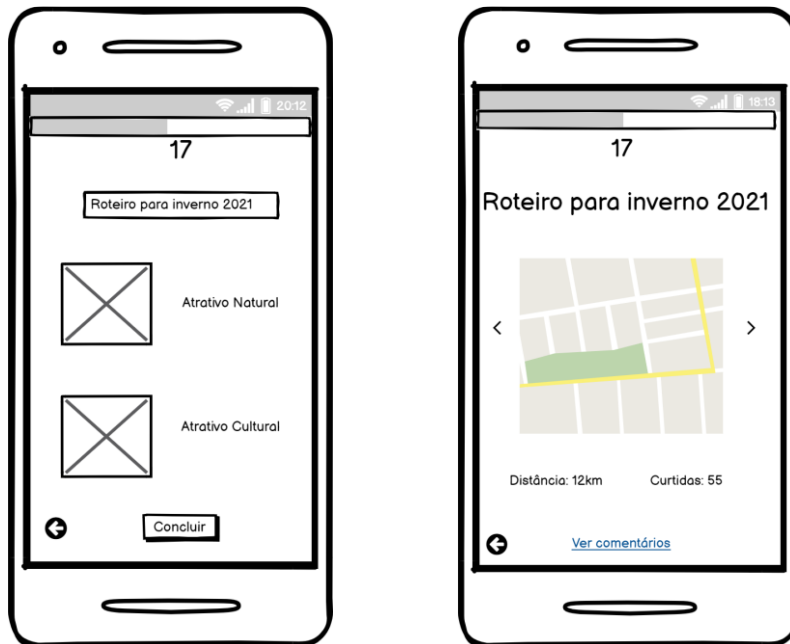 20:12
17
Roteiro para inverno 2021
Atrativo Natural
Atrativo Cultural
Concluir
18:13
17
Roteiro para inverno 2021
Distância: 12km Curtidas: 55
Ver comentários